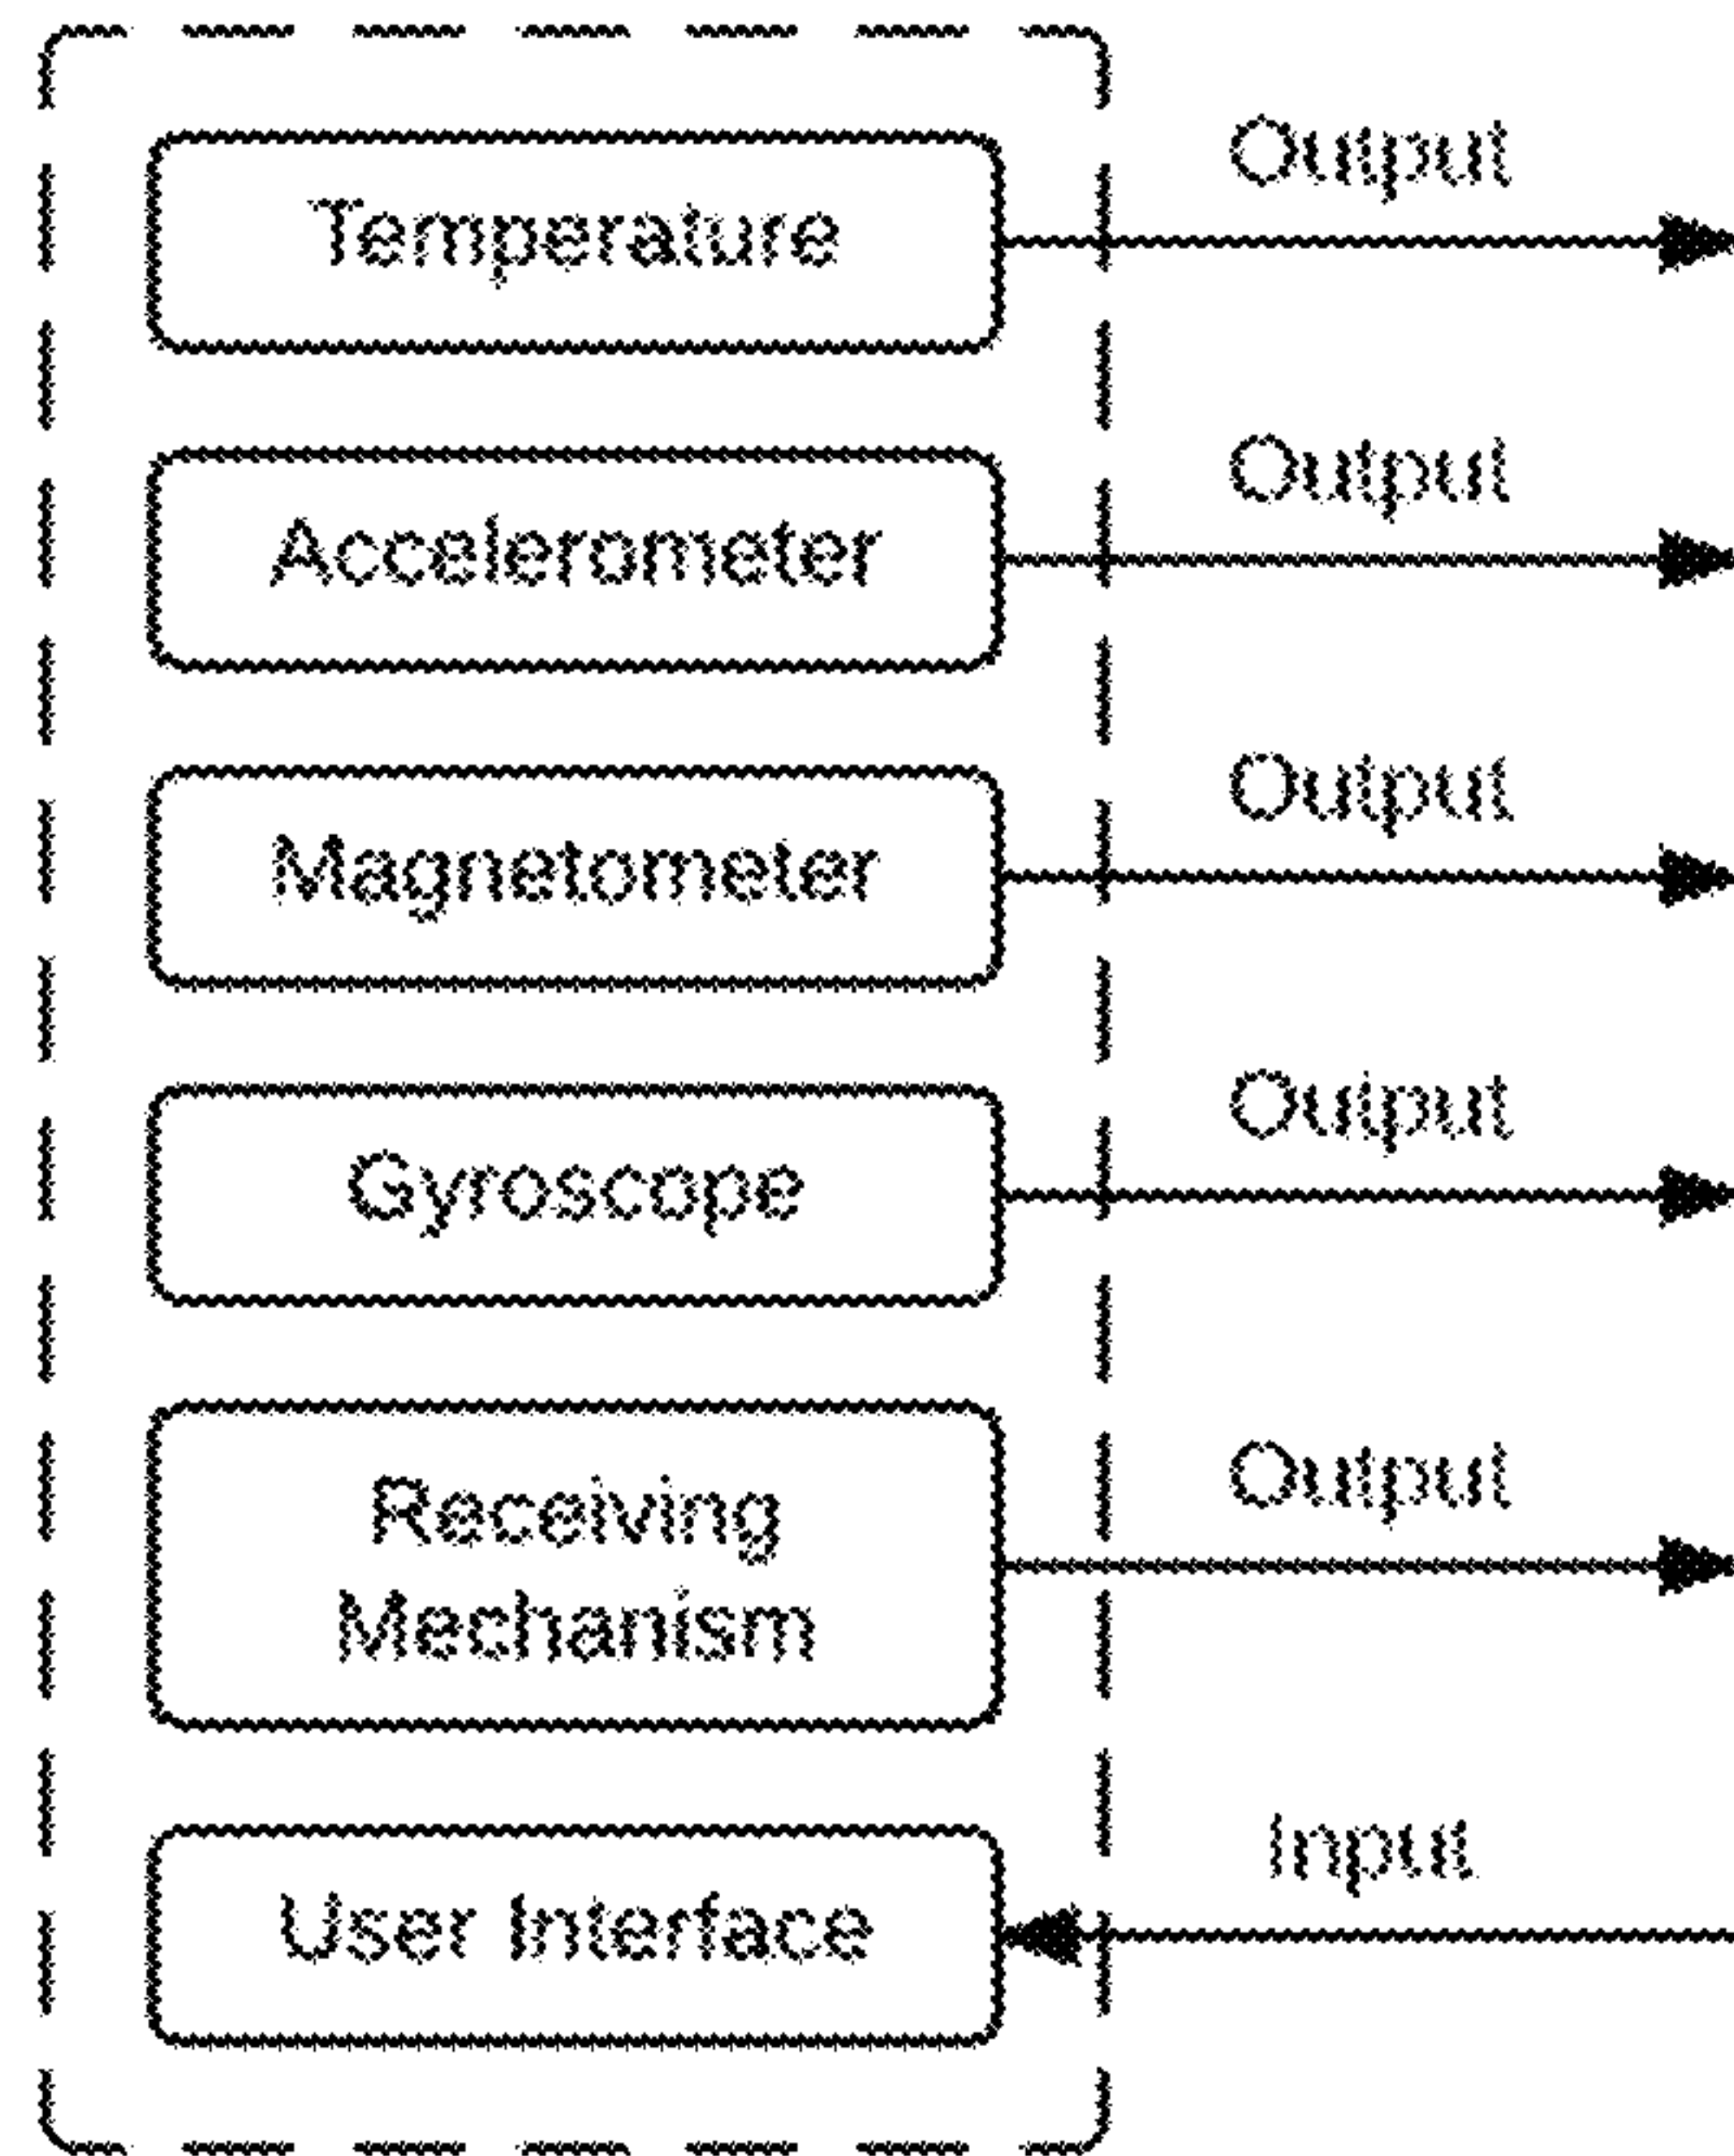 Temperature
Output
Accelerometer
Output
Magnetometer
Output
Gyroscope
Output
Receiving
Mechanism
Output
User Interface
Input